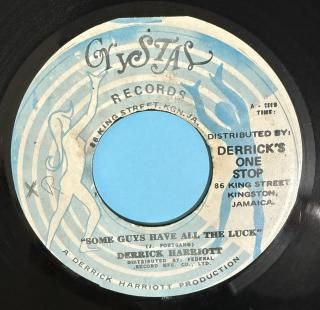 Crystal
RECORDS
86 KING STREET, KGN. JA.
TIME:
DISTRIBUTED BY:
DERRICK'S
ONE
STOP
86 KING STREET
KINGSTON,
JAMAICA.
"SOME GUYS HAVE ALL THE LUCK"
(J. FORTGANG)
DERRICK HARRIOTT
DISTRIBUTED BY: FEDERAL
RECORD MFG. CO., LTD.
A DERRICK HARRIOTT PRODUCTION